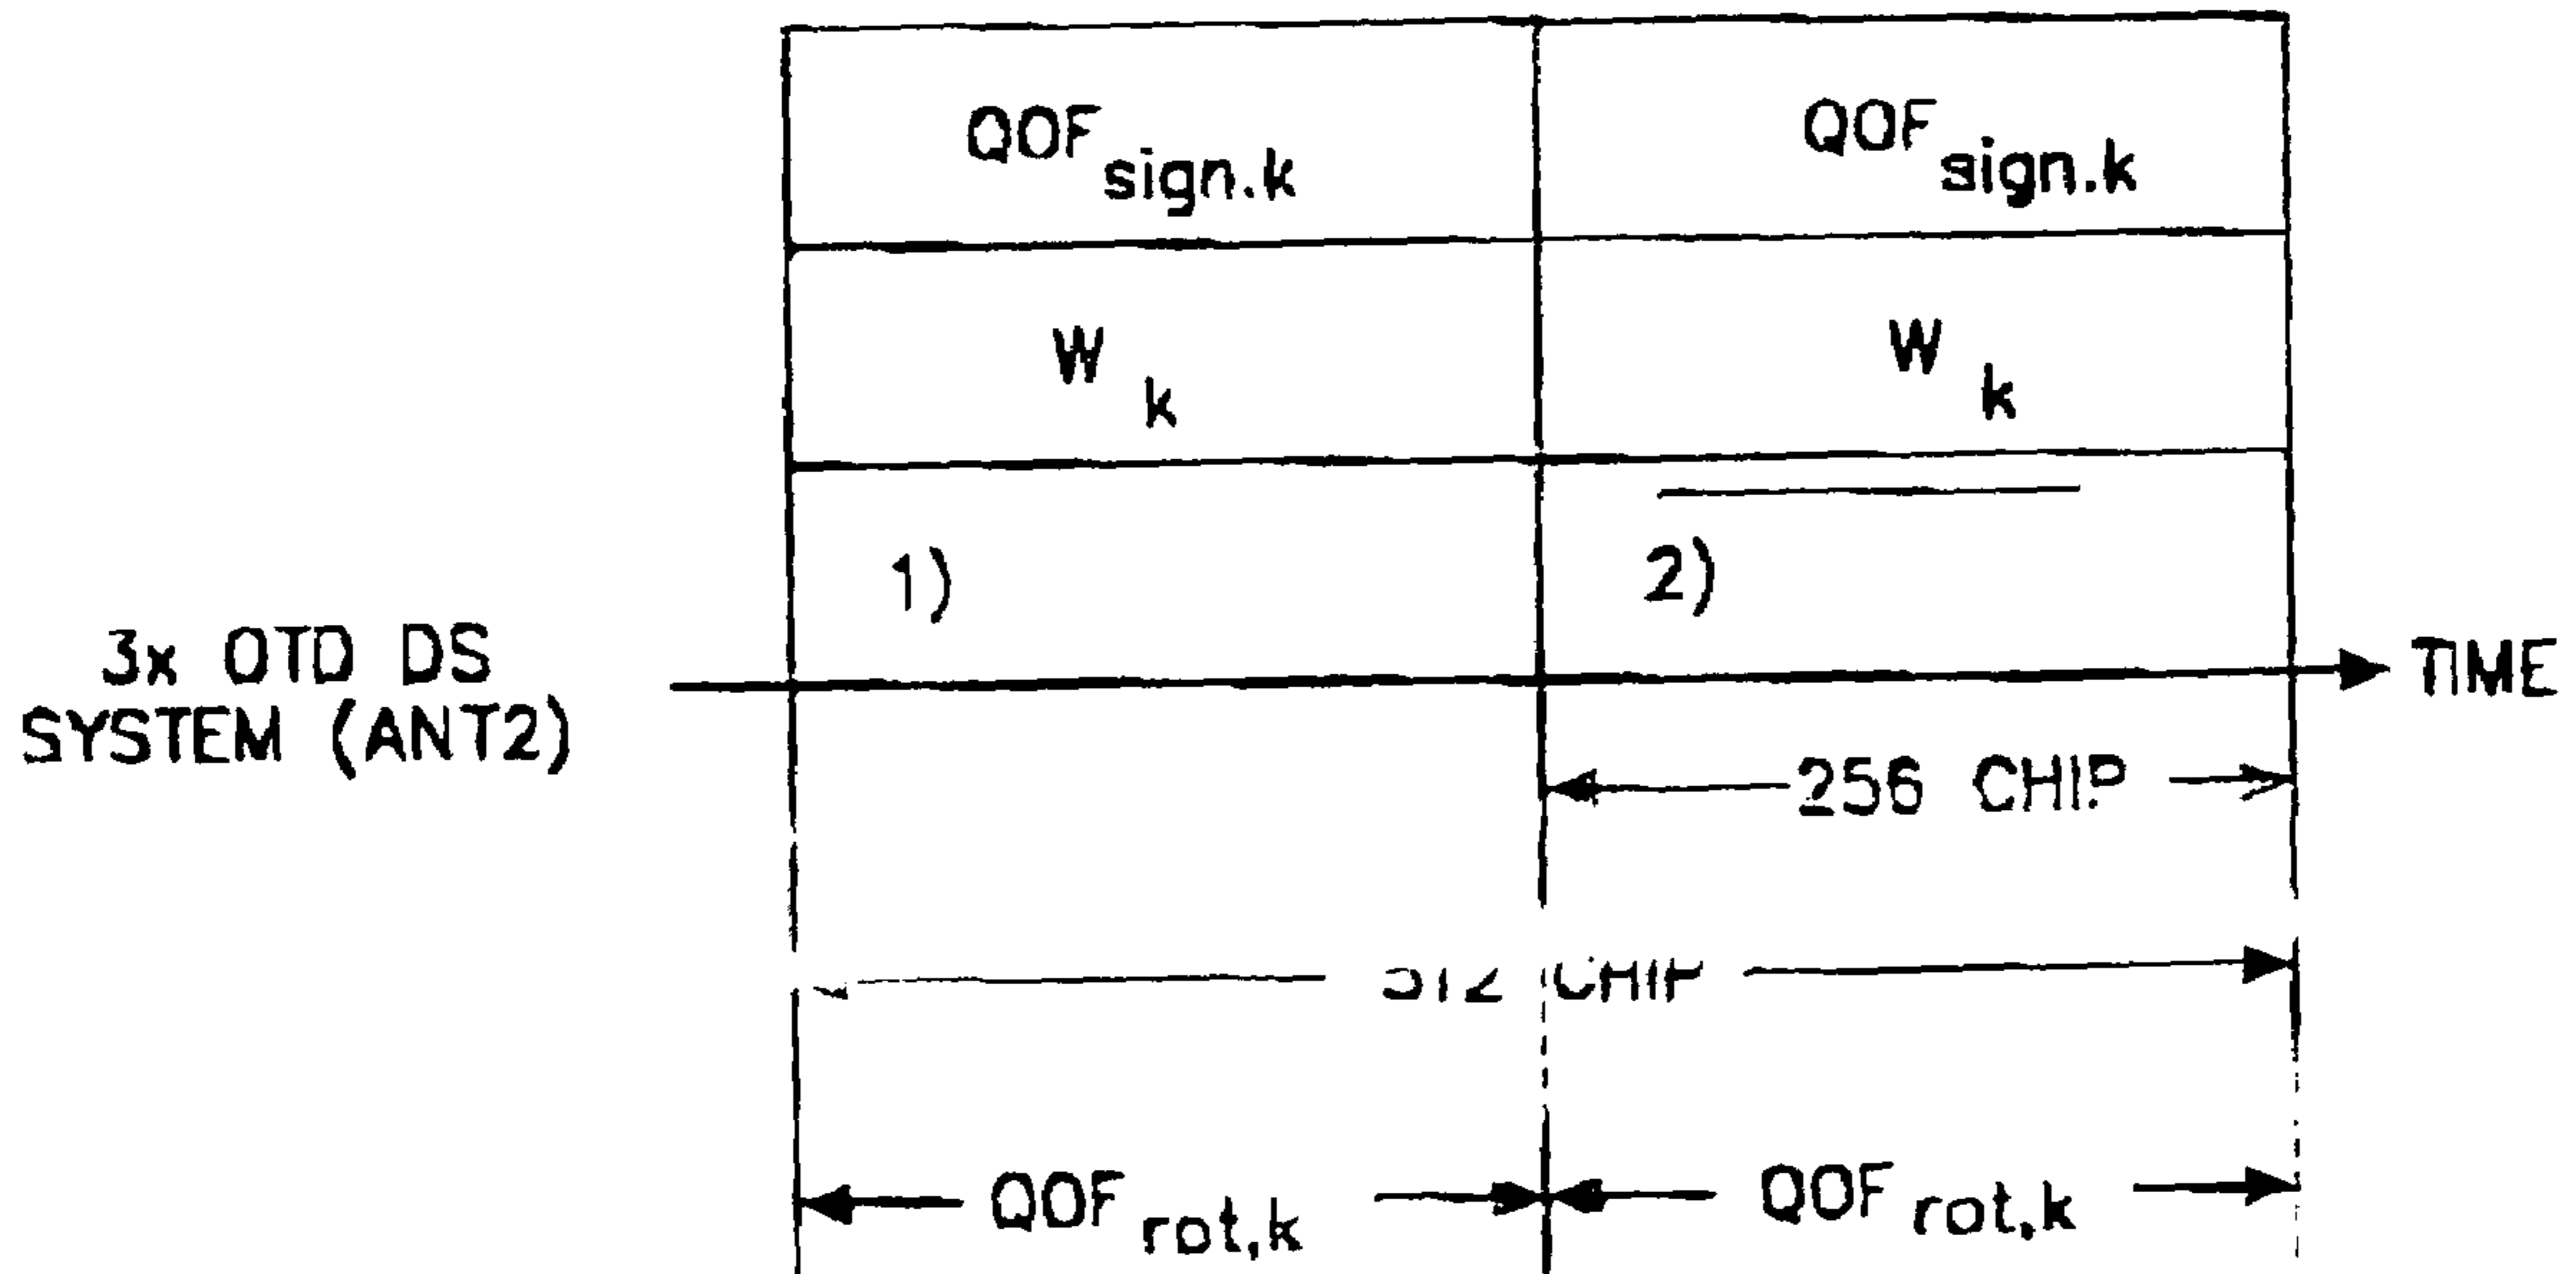 QOF sign.k QOF sign.k
W k W k
1) 2)
3x OTD DS
SYSTEM (ANT2)
TIME
256 CHIP
512 CHIP
QOF rot,k QOF rot,k